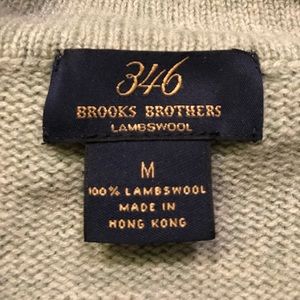 346
BROOKS BROTHERS
LAMBSWOOL
M
100% LAMBSWOOL
MADE IN
HONG KONG